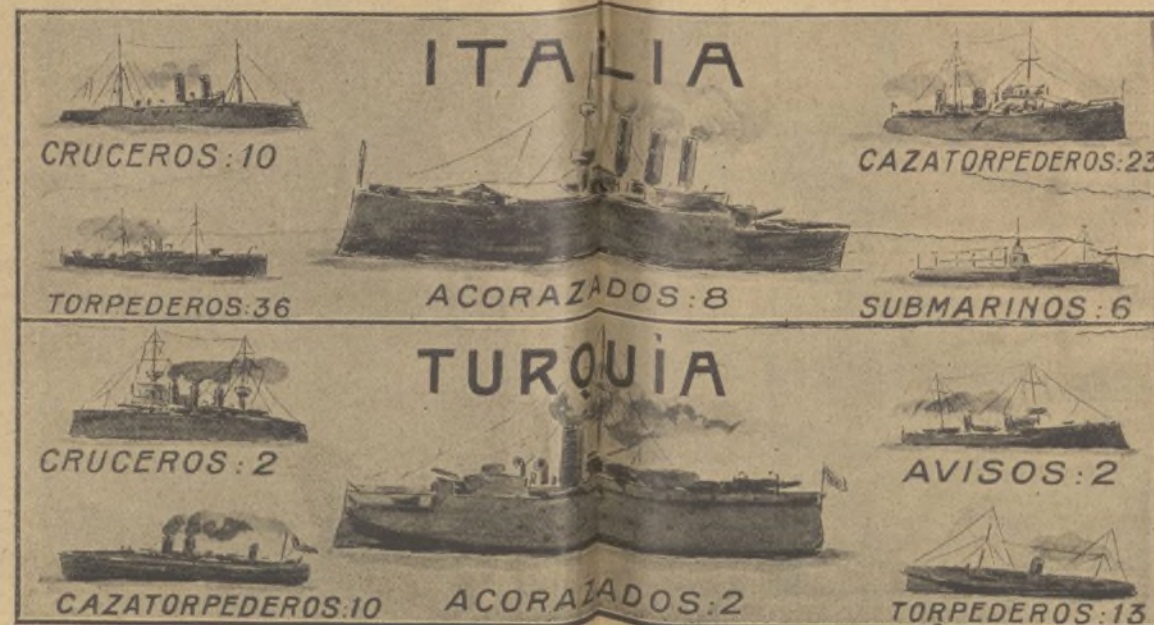 ITALIA
CRUCEROS:10
CAZATORPEDEROS:23
TORPEDEROS:36
ACORAZADOS:8
SUBMARINOS:6
TURQUÍA
CRUCEROS:2
AVISOS:2
CAZATORPEDEROS:10
ACORAZADOS:2
TORPEDEROS:13